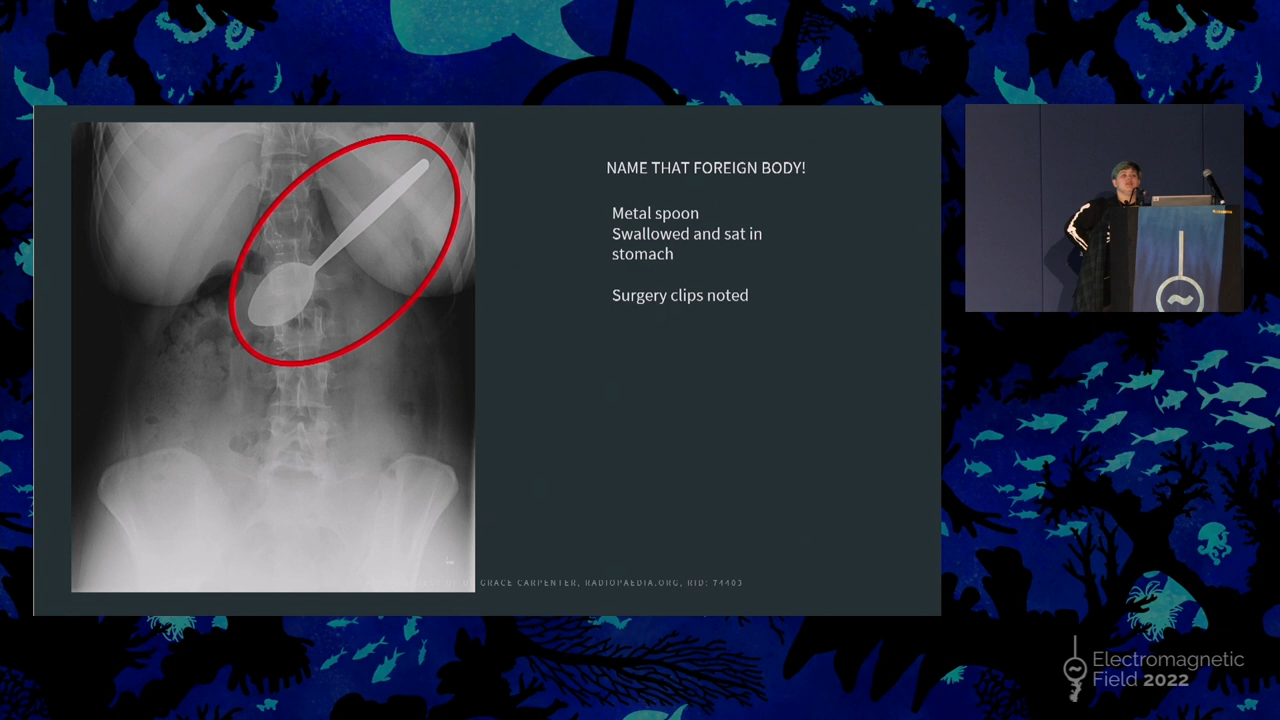 NAME THAT FOREIGN BODY!
Metal spoon
Swallowed and sat in
stomach
Surgery clips noted
GRACE CARPENTER, RADIOPAEDIA.ORG, RID: 74403
Electromagnetic
Field 2022